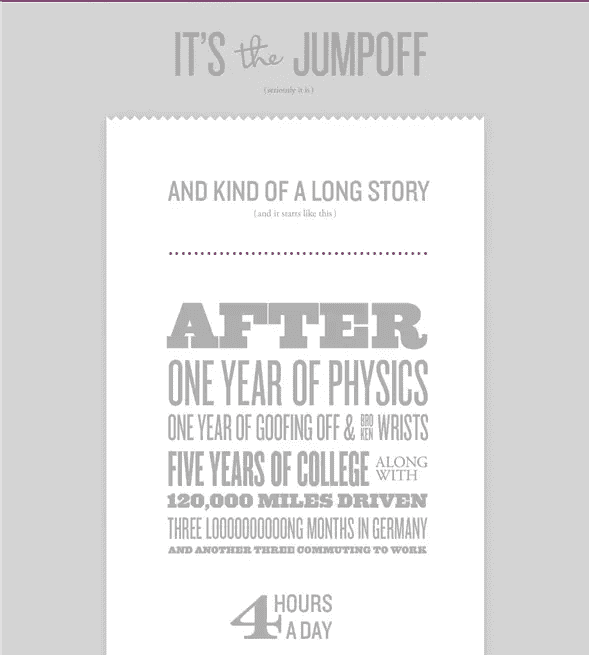 IT'S the JUMPOFF
(seriously it is)
AND KIND OF A LONG STORY
(and it starts like this)
AFTER
ONE YEAR OF PHYSICS
ONE YEAR OF GOOFING OFF & BROKEN WRISTS
FIVE YEARS OF COLLEGE ALONG WITH
120,000 MILES DRIVEN
THREE LOOOOOOOOOONG MONTHS IN GERMANY
AND ANOTHER THREE COMMUTING TO WORK
4 HOURS
A DAY